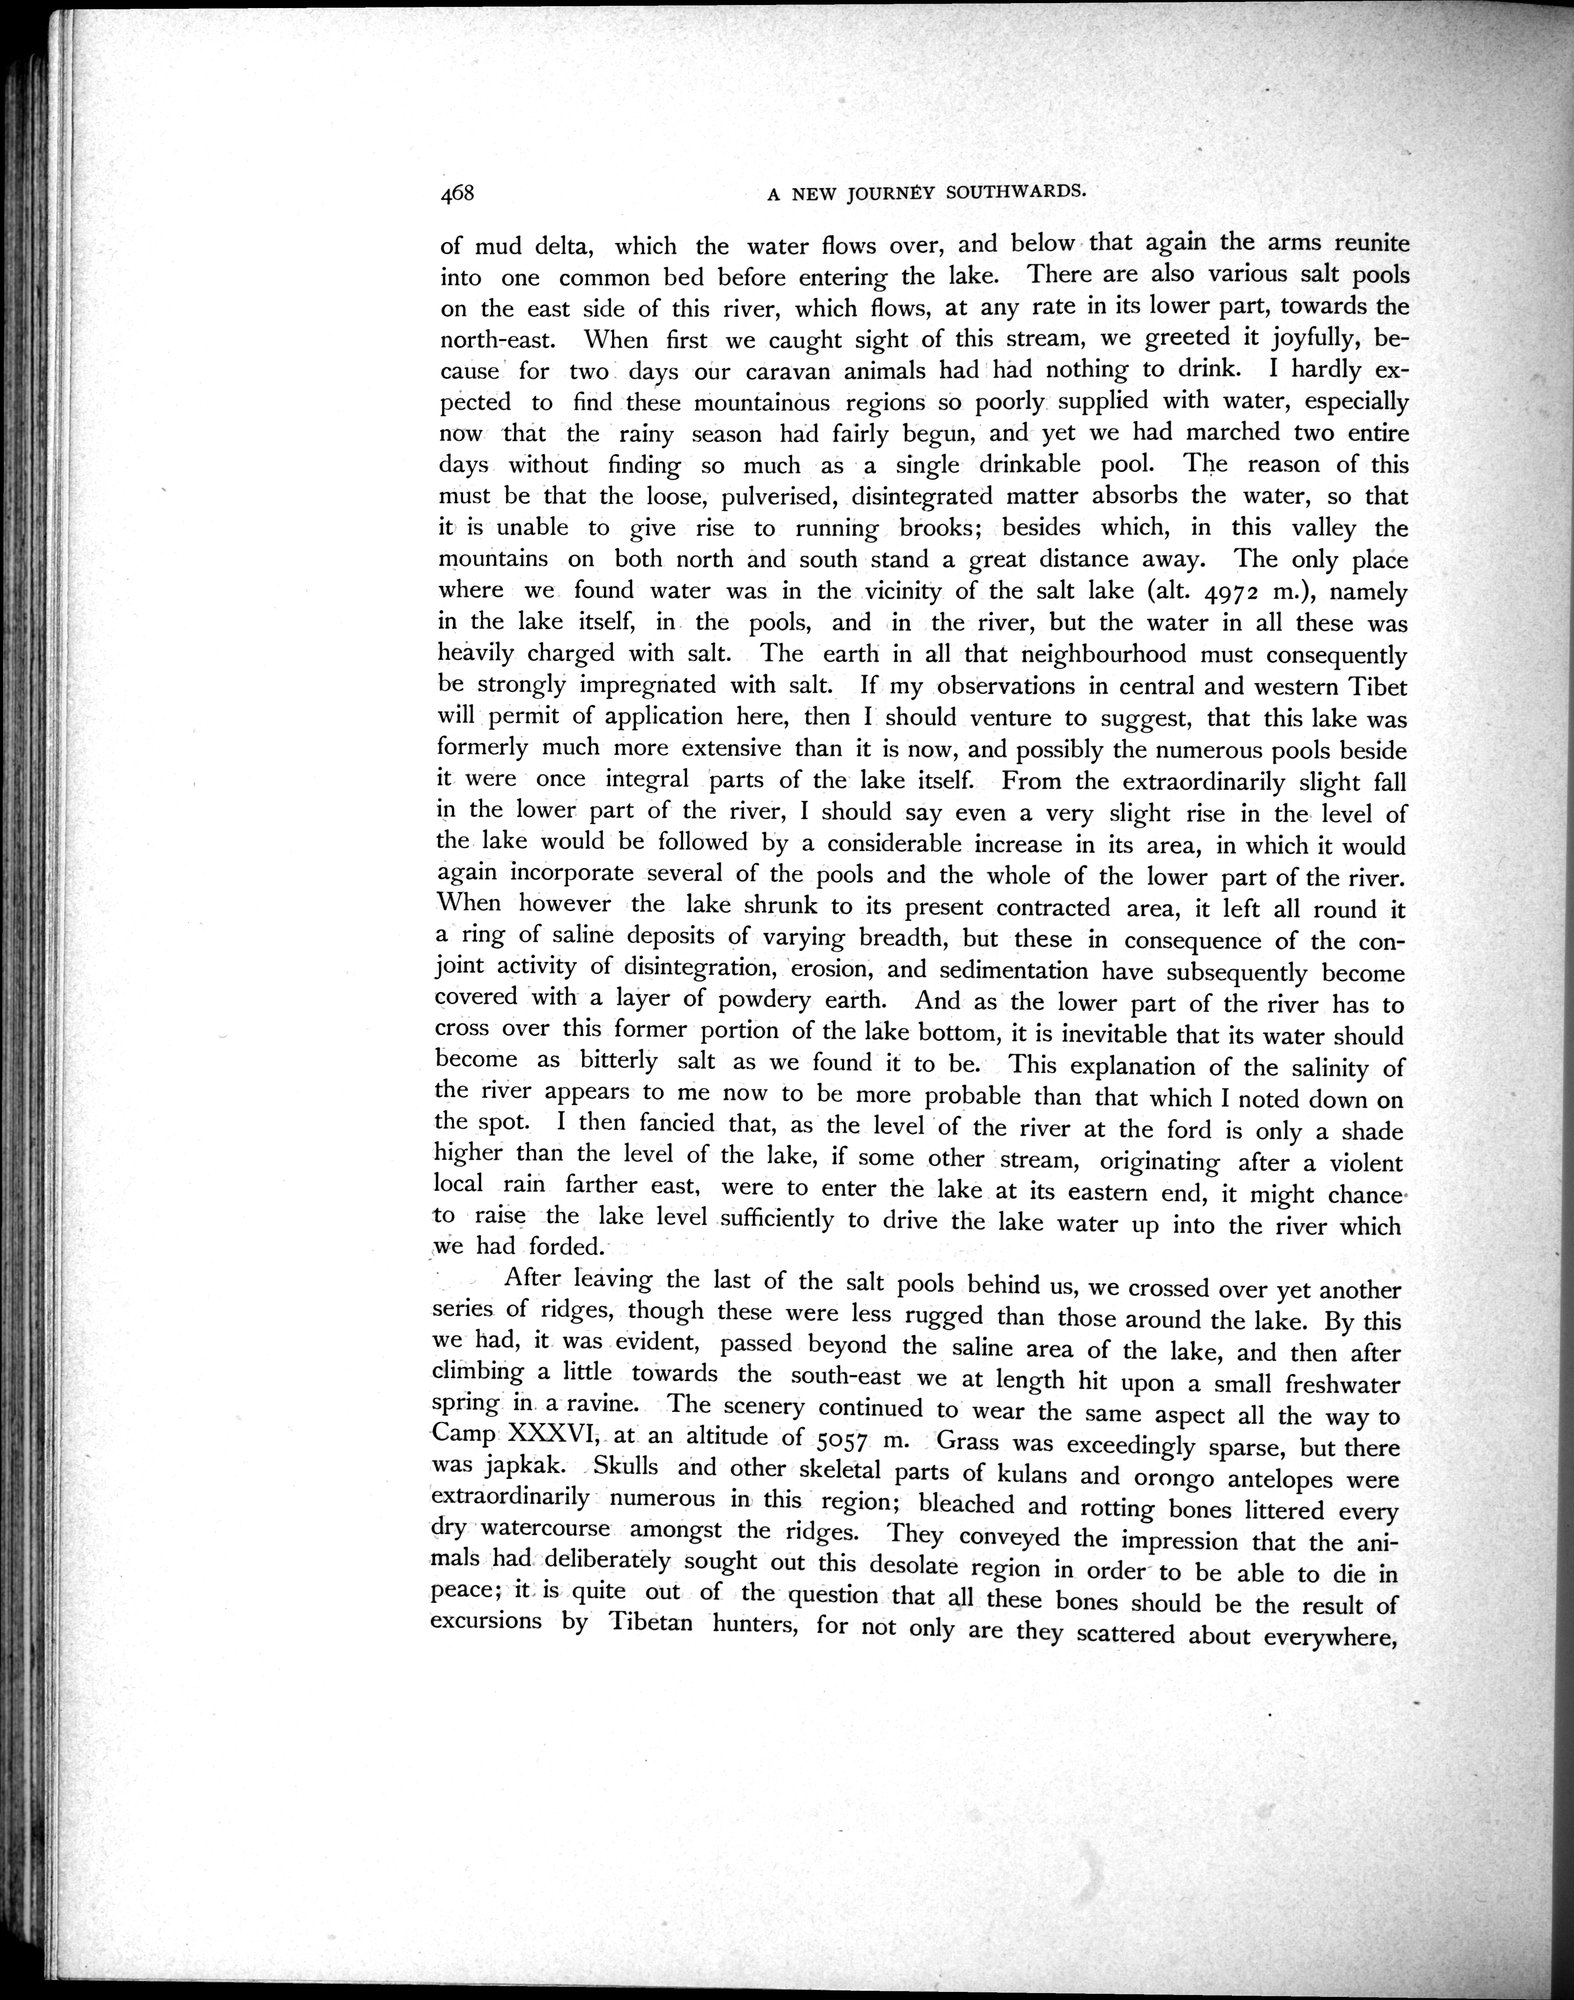 468 A NEW JOURNEY SOUTHWARDS.
of mud delta, which the water flows over, and below that again the arms reunite
into one common bed before entering the lake. There are also various salt pools
on the east side of this river, which flows, at any rate in its lower part, towards the
north-east. When first we caught sight of this stream, we greeted it joyfully, be-
cause for two days our caravan animals had had nothing to drink. I hardly ex-
pected to find these mountainous regions so poorly supplied with water, especially
now that the rainy season had fairly begun, and yet we had marched two entire
days without finding so much as a single drinkable pool. The reason of this
must be that the loose, pulverised, disintegrated matter absorbs the water, so that
it is unable to give rise to running brooks; besides which, in this valley the
mountains on both north and south stand a great distance away. The only place
where we found water was in the vicinity of the salt lake (alt. 4972 m.), namely
in the lake itself, in the pools, and in the river, but the water in all these was
heavily charged with salt. The earth in all that neighbourhood must consequently
be strongly impregnated with salt. If my observations in central and western Tibet
will permit of application here, then I should venture to suggest, that this lake was
formerly much more extensive than it is now, and possibly the numerous pools beside
it were once integral parts of the lake itself. From the extraordinarily slight fall
in the lower part of the river, I should say even a very slight rise in the level of
the lake would be followed by a considerable increase in its area, in which it would
again incorporate several of the pools and the whole of the lower part of the river.
When however the lake shrunk to its present contracted area, it left all round it
a ring of saline deposits of varying breadth, but these in consequence of the con-
joint activity of disintegration, erosion, and sedimentation have subsequently become
covered with a layer of powdery earth. And as the lower part of the river has to
cross over this former portion of the lake bottom, it is inevitable that its water should
become as bitterly salt as we found it to be. This explanation of the salinity of
the river appears to me now to be more probable than that which I noted down on
the spot. I then fancied that, as the level of the river at the ford is only a shade
higher than the level of the lake, if some other stream, originating after a violent
local rain farther east, were to enter the lake at its eastern end, it might chance
to raise the lake level sufficiently to drive the lake water up into the river which
we had forded.
After leaving the last of the salt pools behind us, we crossed over yet another
series of ridges, though these were less rugged than those around the lake. By this
we had, it was evident, passed beyond the saline area of the lake, and then after
climbing a little towards the south-east we at length hit upon a small freshwater
spring in a ravine. The scenery continued to wear the same aspect all the way to
Camp XXXVI, at an altitude of 5057 m. Grass was exceedingly sparse, but there
was japkak. Skulls and other skeletal parts of kulans and orongo antelopes were
extraordinarily numerous in this region; bleached and rotting bones littered every
dry watercourse amongst the ridges. They conveyed the impression that the ani-
mals had deliberately sought out this desolate region in order to be able to die in
peace; it is quite out of the question that all these bones should be the result of
excursions by Tibetan hunters, for not only are they scattered about everywhere,